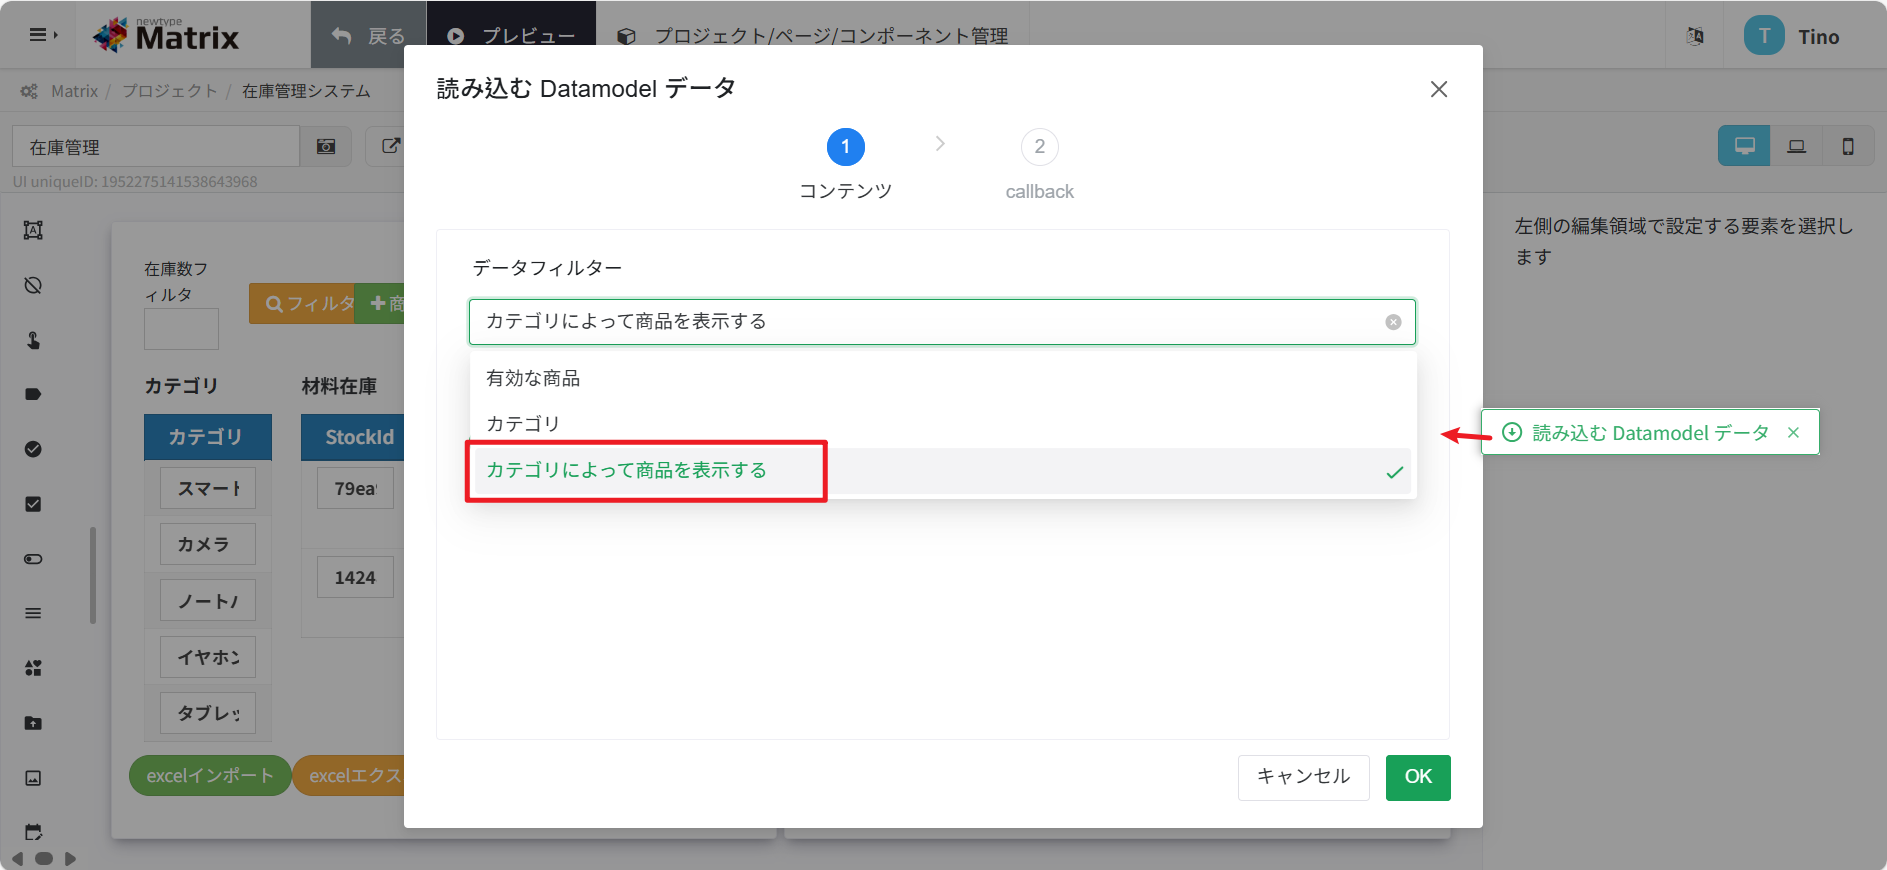 newtype
Matrix
戻る
プレビュー
プロジェクト/ページ/コンポーネント管理
T
Tino
Matrix / プロジェクト / 在庫管理システム
在庫管理
UI uniqueID: 1952275141538643968
読み込む Datamodel データ
1
2
コンテンツ
callback
データフィルター
カテゴリによって商品を表示する
有効な商品
カテゴリ
カテゴリによって商品を表示する
キャンセル
OK
左側の編集領域で設定する要素を選択し
ます
読み込む Datamodel データ
在庫数フ
ィルタ
フィルタ
商
カテゴリ
材料在庫
カテゴリ
StockId
スマート
79ea
カメラ
1424
ノート
イヤホン
タブレッ
excelインポート
excelエクス